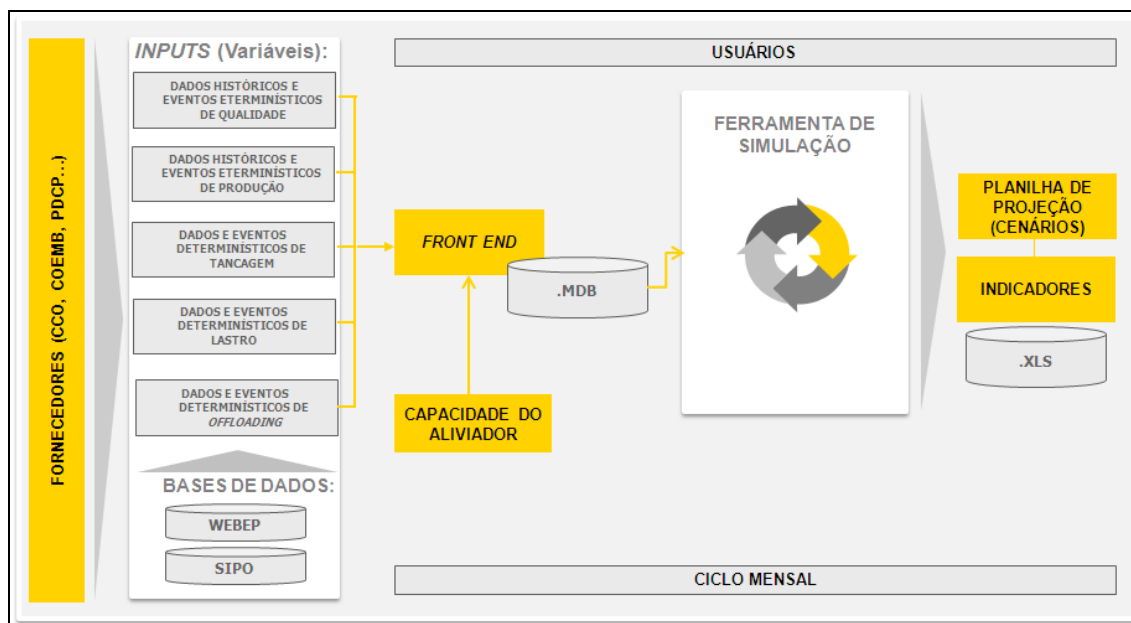 FORNECEDORES (CCO, COEMB, PDCP...)
INPUTS (Variáveis):
DADOS HISTÓRICOS E
EVENTOS ETERMINÍSTICOS
DE QUALIDADE
DADOS HISTÓRICOS E
EVENTOS ETERMINÍSTICOS
DE PRODUÇÃO
DADOS E EVENTOS
DETERMINÍSTICOS DE
TANCAGEM
DADOS E EVENTOS
DETERMINÍSTICOS DE
LASTRO
DADOS E EVENTOS
DETERMINÍSTICOS DE
OFFLOADING
BASES DE DADOS:
WEBEP
SIPO
USUÁRIOS
FRONT END
.MDB
CAPACIDADE DO
ALIVIADOR
FERRAMENTA DE
SIMULAÇÃO
PLANILHA DE
PROJEÇÃO
(CENÁRIOS)
INDICADORES
.XLS
CICLO MENSAL